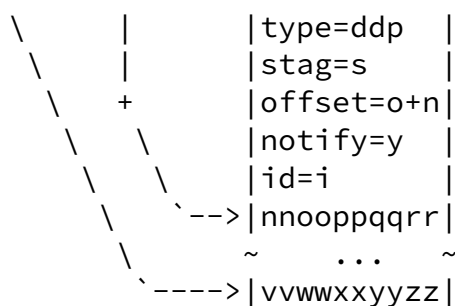 \      |       |type=ddp   |
 \     |       |stag=s     |
  \    +       |offset=o+n|
   \    \      |notify=y   |
    \    \     |id=i       |
     \    `-->|nnooppqqrr|
      \        ~    ...    ~
       `---->|vvwwxxyyzz|